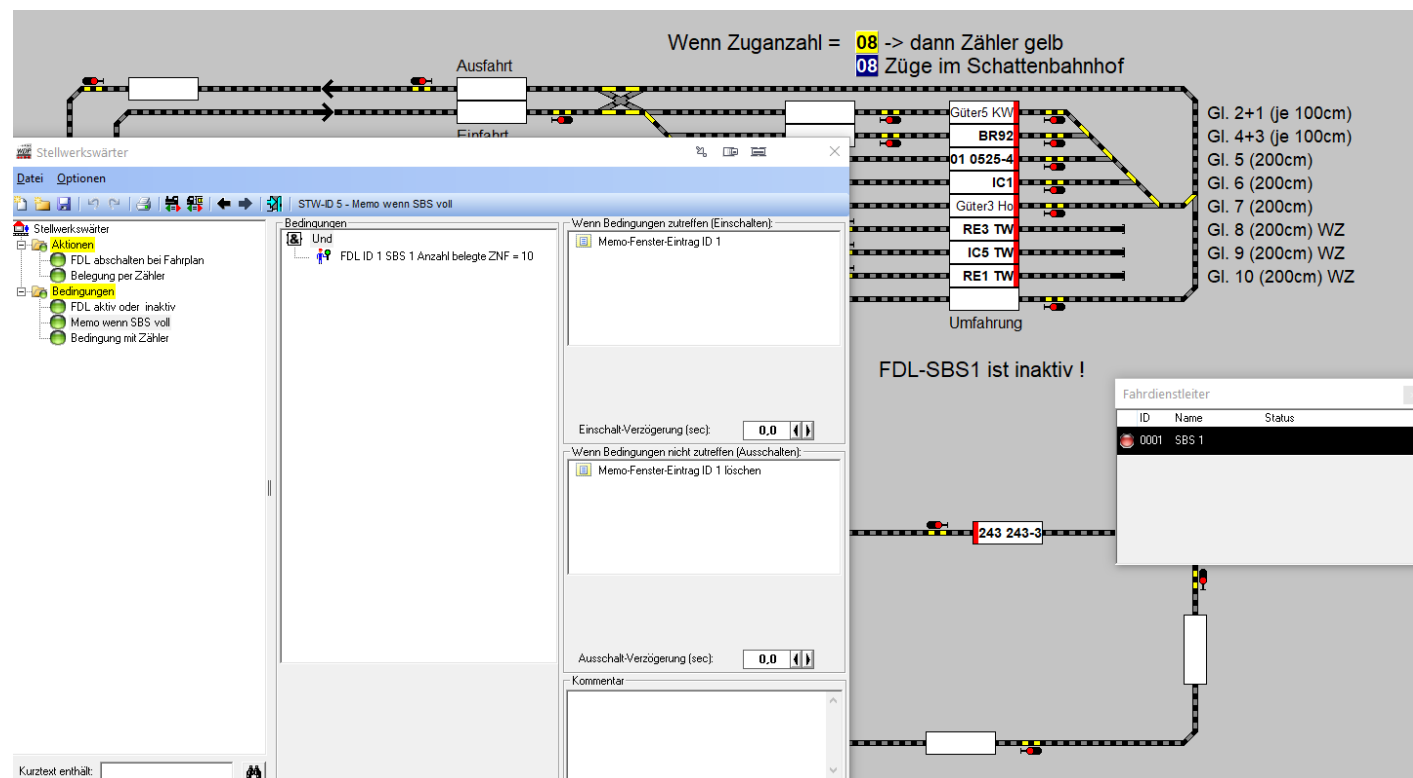 Wenn Zuganzahl = 08 -> dann Zähler gelb
08 Züge im Schattenbahnhof
Ausfahrt
Einfahrt
Güter5 KW
BR92
01 0525-4
IC1
Güter3 Ho
RE3 TW
IC5 TW
RE1 TW
Umfahrung
Gl. 2+1 (je 100cm)
Gl. 4+3 (je 100cm)
Gl. 5 (200cm)
Gl. 6 (200cm)
Gl. 7 (200cm)
Gl. 8 (200cm) WZ
Gl. 9 (200cm) WZ
Gl. 10 (200cm) WZ
FDL-SBS1 ist inaktiv !
Stellwerkswärter
Datei Optionen
STW-ID 5 - Memo wenn SBS voll
Stellwerkswärter
Aktionen
FDL abschalten bei Fahrplan
Belegung per Zähler
Bedingungen
FDL aktiv oder inaktiv
Memo wenn SBS voll
Bedingung mit Zähler
Kurztext enthält:
Bedingungen
& Und
FDL ID 1 SBS 1 Anzahl belegte ZNF = 10
Wenn Bedingungen zutreffen (Einschalten):
Memo-Fenster-Eintrag ID 1
Einschalt-Verzögerung (sec): 0,0
Wenn Bedingungen nicht zutreffen (Ausschalten):
Memo-Fenster-Eintrag ID 1 löschen
Ausschalt-Verzögerung (sec): 0,0
Kommentar
Fahrdienstleiter
ID Name Status
0001 SBS 1
243 243-3